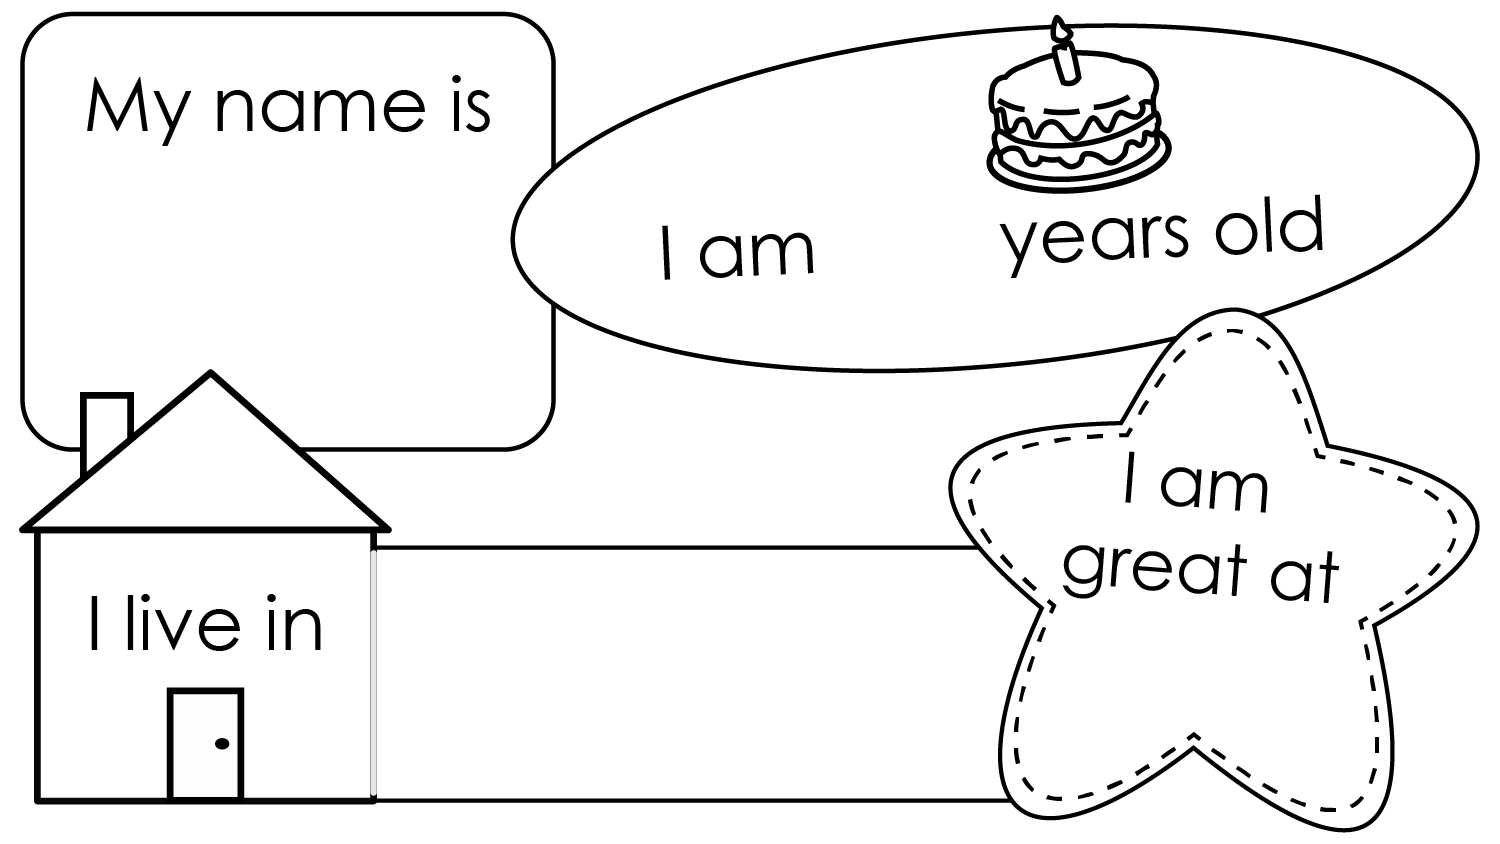 My name is
I am years old
I am
great at
I live in